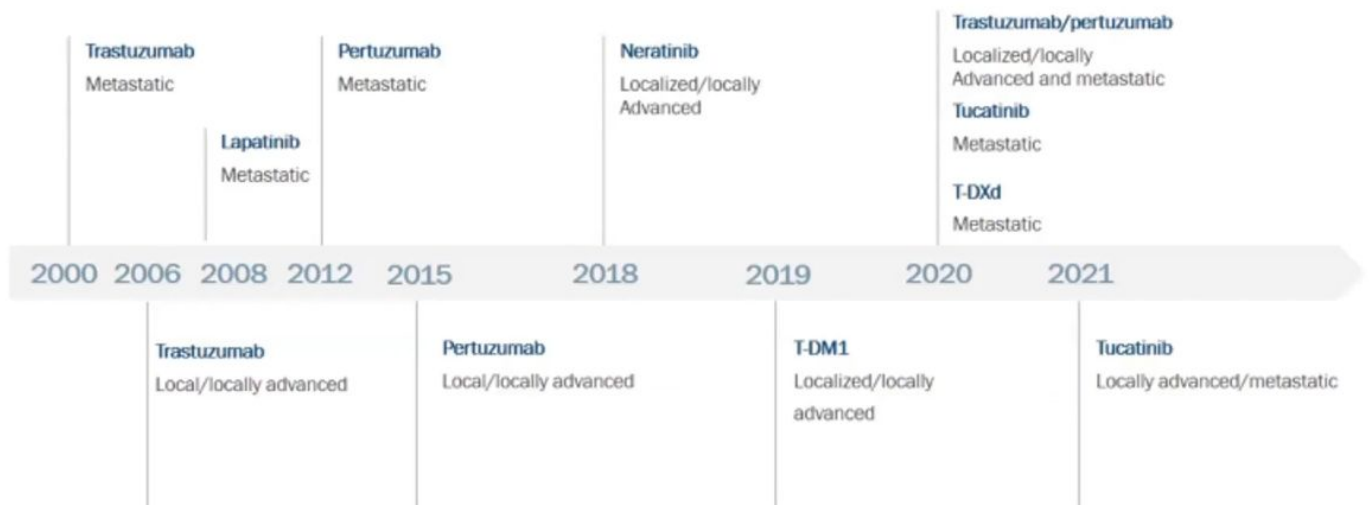 Trastuzumab
Metastatic
Lapatinib
Metastatic
Pertuzumab
Metastatic
Neratinib
Localized/locally
Advanced
Trastuzumab/pertuzumab
Localized/locally
Advanced and metastatic
Tucatinib
Metastatic
T-DXd
Metastatic
2000 2006 2008 2012 2015 2018 2019 2020 2021
Trastuzumab
Local/locally advanced
Pertuzumab
Local/locally advanced
T-DM1
Localized/locally
advanced
Tucatinib
Locally advanced/metastatic